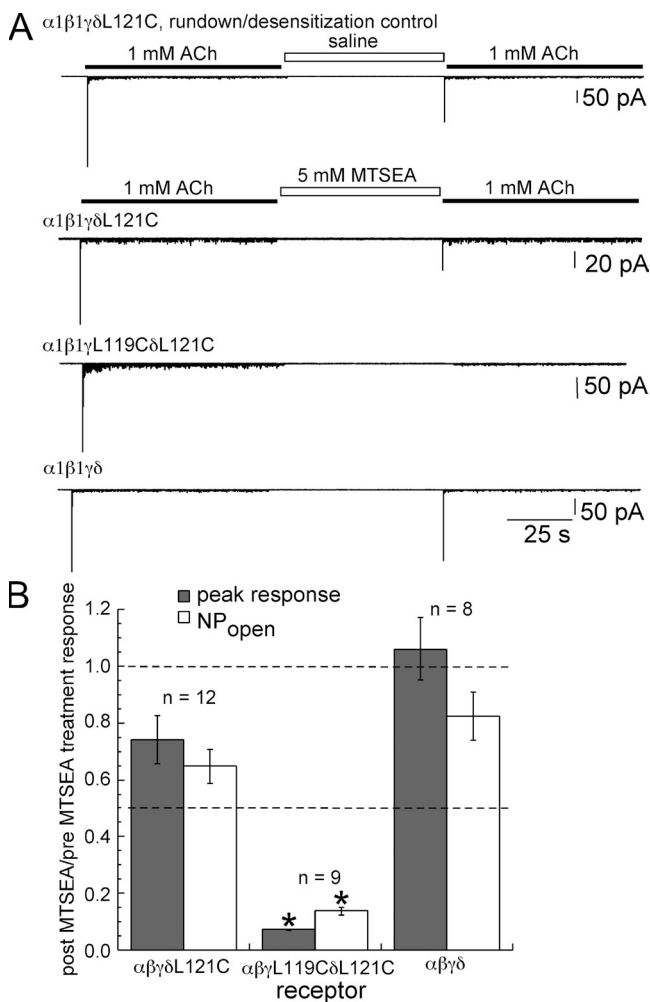 A
α1β1γδL121C, rundown/desensitization control
1 mM ACh
saline
1 mM ACh
50 pA
1 mM ACh
5 mM MTSEA
1 mM ACh
α1β1γδL121C
20 pA
α1β1γL119CδL121C
50 pA
α1β1γδ
50 pA
25 s
B
peak response
NPopen
n = 8
n = 12
n = 9
* *
post MTSEA/pre MTSEA treatment response
1.2
1.0
0.8
0.6
0.4
0.2
0.0
αβγδL121C
αβγL119CδL121C
αβγδ
receptor